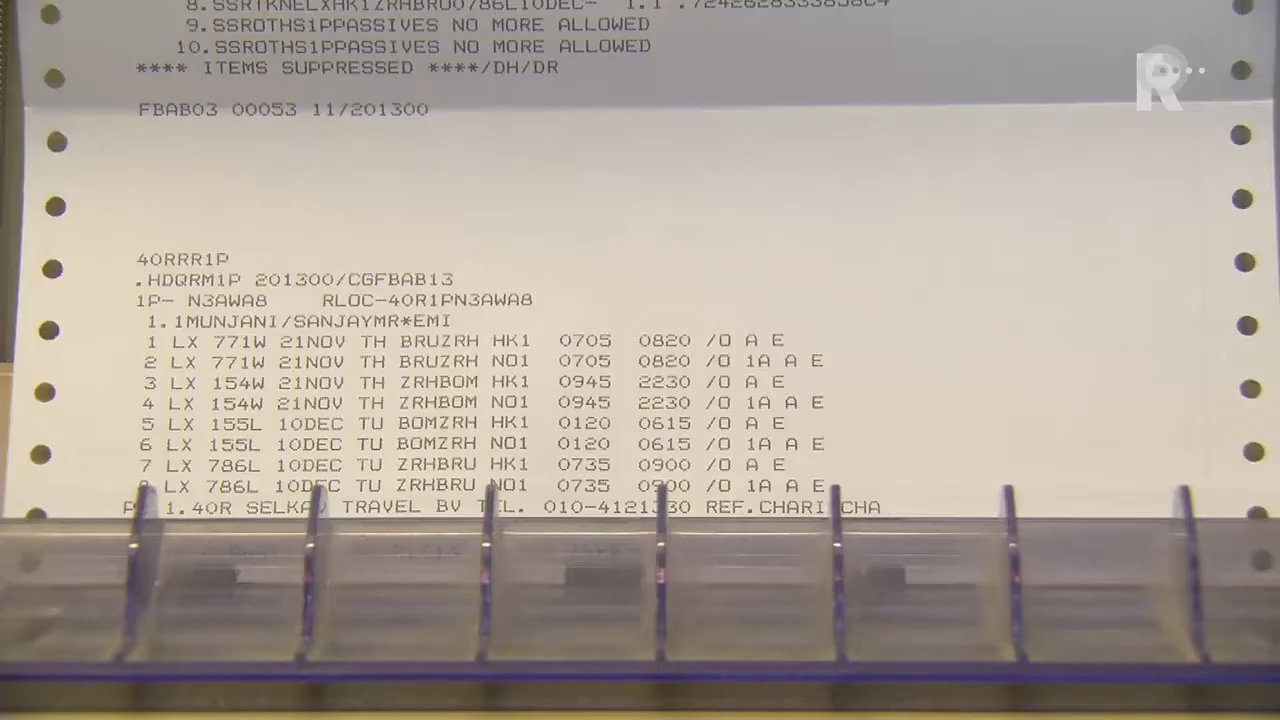 9.SSROTHS1PPASSIVES NO MORE ALLOWED
10.SSROTHS1PPASSIVES NO MORE ALLOWED
**** ITEMS SUPPRESSED ****/DH/DR
FBAB03 00053 11/201300
4ORRR1P
.HDQRM1P 201300/CGFBAB13
1P- N3AWA8 RLOC-4OR1PN3AWA8
1.1MUNJANI/SANJAYMR*EMI
1 LX 771W 21NOV TH BRUZRH HK1 0705 0820 /O A E
2 LX 771W 21NOV TH BRUZRH NO1 0705 0820 /O 1A A E
3 LX 154W 21NOV TH ZRHBOM HK1 0945 2230 /O A E
4 LX 154W 21NOV TH ZRHBOM NO1 0945 2230 /O 1A A E
5 LX 155L 10DEC TU BOMZRH HK1 0120 0615 /O A E
6 LX 155L 10DEC TU BOMZRH NO1 0120 0615 /O 1A A E
7 LX 786L 10DEC TU ZRHBRU HK1 0735 0900 /O A E
8 LX 786L 10DEC TU ZRHBRU NO1 0735 0900 /O 1A A E
1.4OR SELKAV TRAVEL BV TEL. REF.CHARI CHA
R